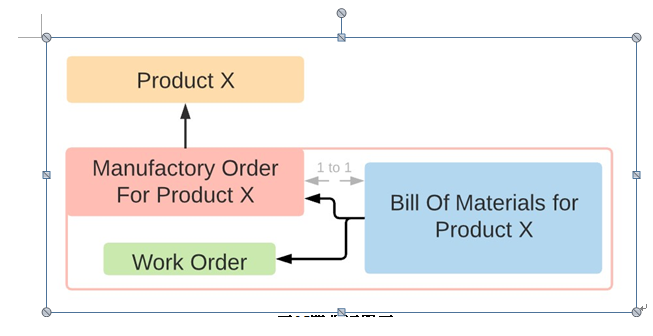 Product X
Manufactory Order
For Product X
1 to 1
Bill Of Materials for
Product X
Work Order